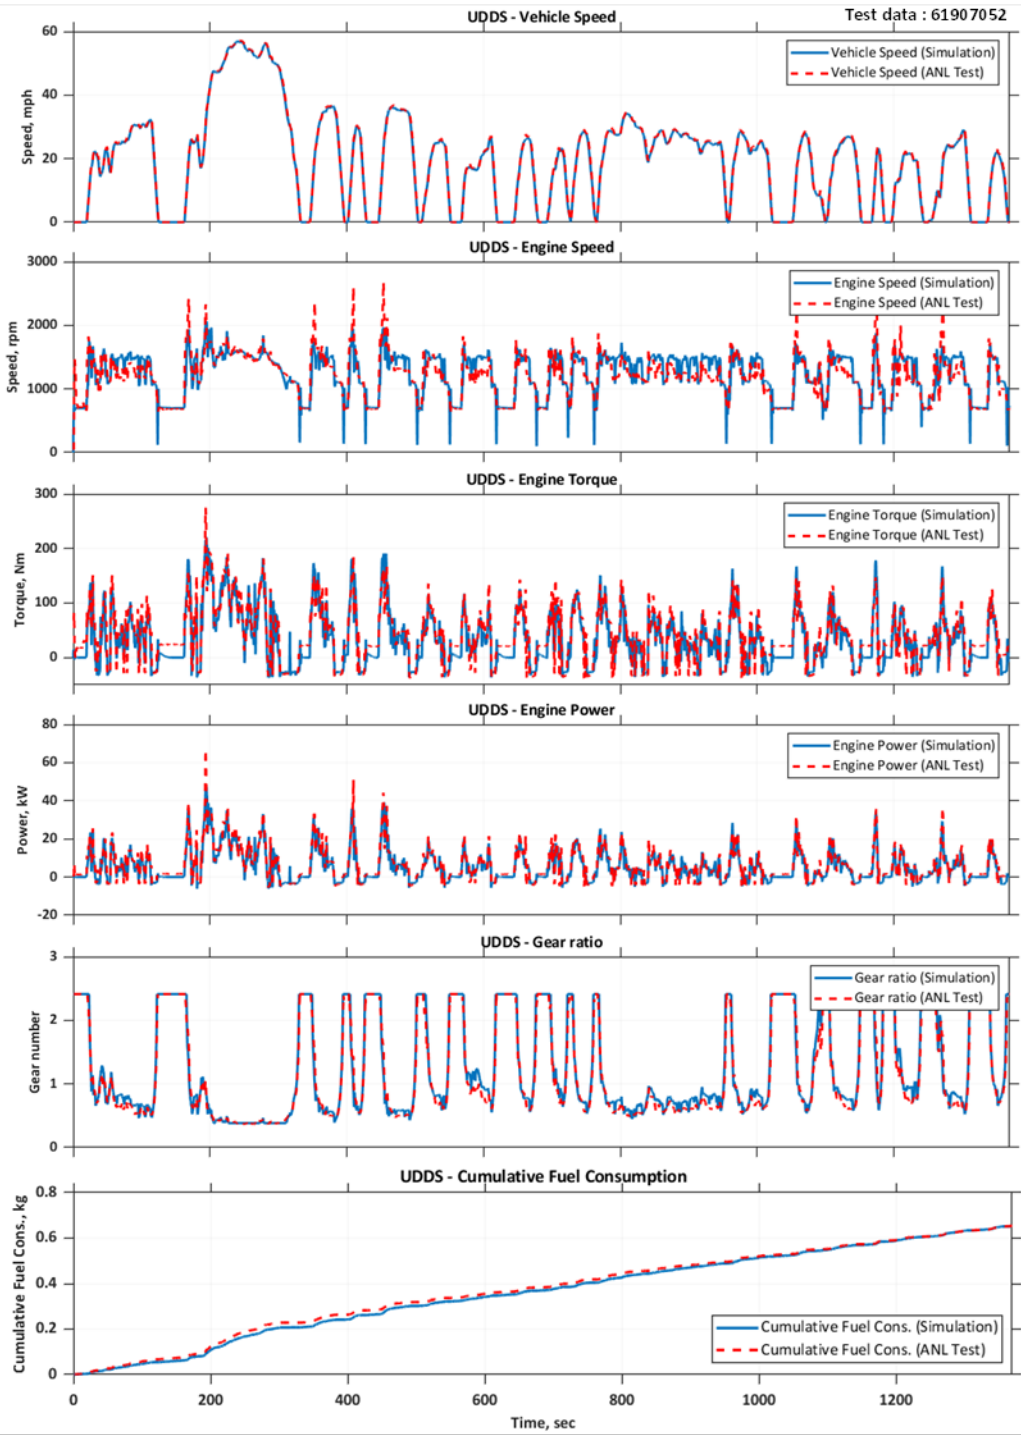 UDDS - Vehicle Speed
Test data : 61907052
60
40
20
0
Speed, mph
Vehicle Speed (Simulation)
Vehicle Speed (ANL Test)
UDDS - Engine Speed
3000
2000
1000
0
Speed, rpm
Engine Speed (Simulation)
Engine Speed (ANL Test)
UDDS - Engine Torque
300
200
100
0
Torque, Nm
Engine Torque (Simulation)
Engine Torque (ANL Test)
UDDS - Engine Power
80
60
40
20
0
-20
Power, kW
Engine Power (Simulation)
Engine Power (ANL Test)
UDDS - Gear ratio
3
2
1
0
Gear number
Gear ratio (Simulation)
Gear ratio (ANL Test)
UDDS - Cumulative Fuel Consumption
0.8
0.6
0.4
0.2
0
Cumulative Fuel Cons., kg
Cumulative Fuel Cons. (Simulation)
Cumulative Fuel Cons. (ANL Test)
0 200 400 600 800 1000 1200
Time, sec